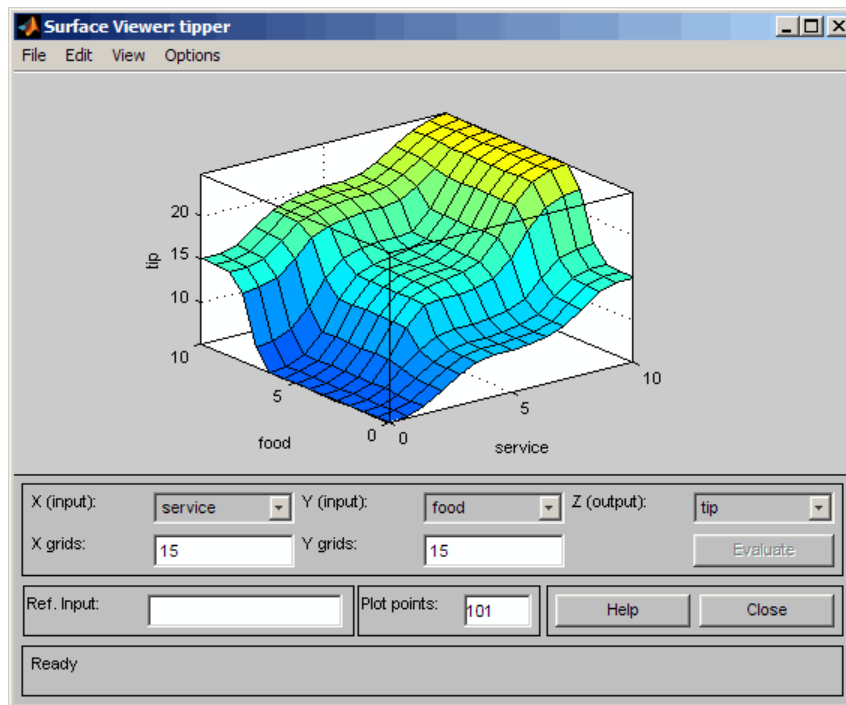 Surface Viewer: tipper
File Edit View Options
20
15
10
tip
10
5
0
food
0
5
10
service
X (input): service Y (input): food Z (output): tip
X grids: 15 Y grids: 15 Evaluate
Ref. Input: Plot points: 101 Help Close
Ready